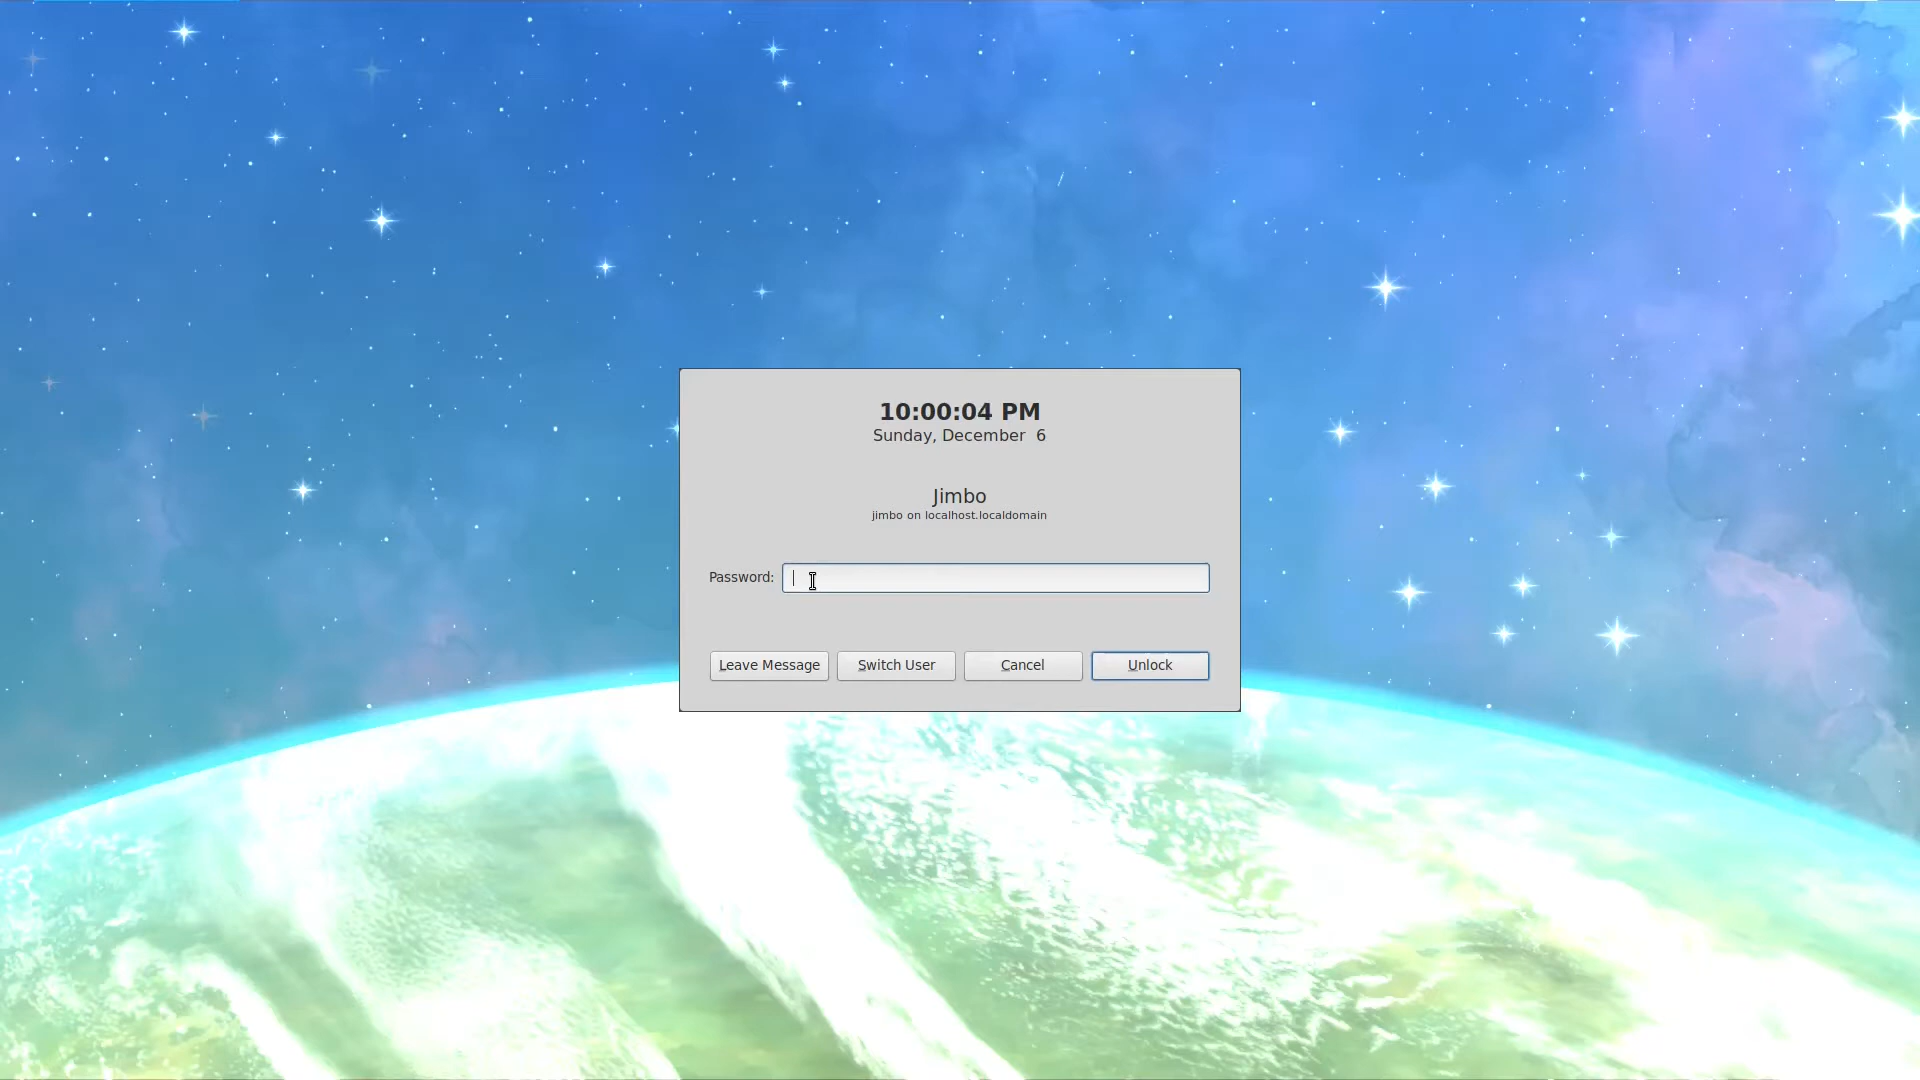 10:00:04 PM
Sunday, December  6
Jimbo
jimbo on localhost.localdomain
Password:
Leave Message Switch User Cancel Unlock